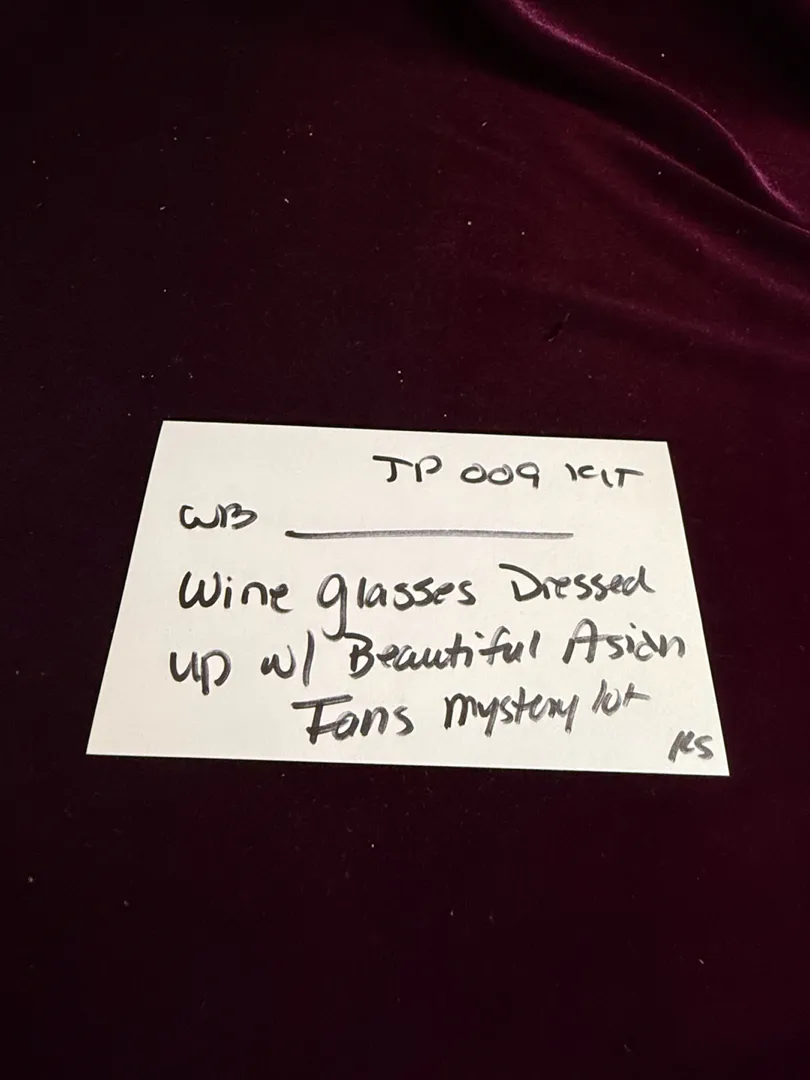 JP 009 KIT
WB
Wine glasses Dressed
up w/ Beautiful Asian
Fans mystery lot
KS